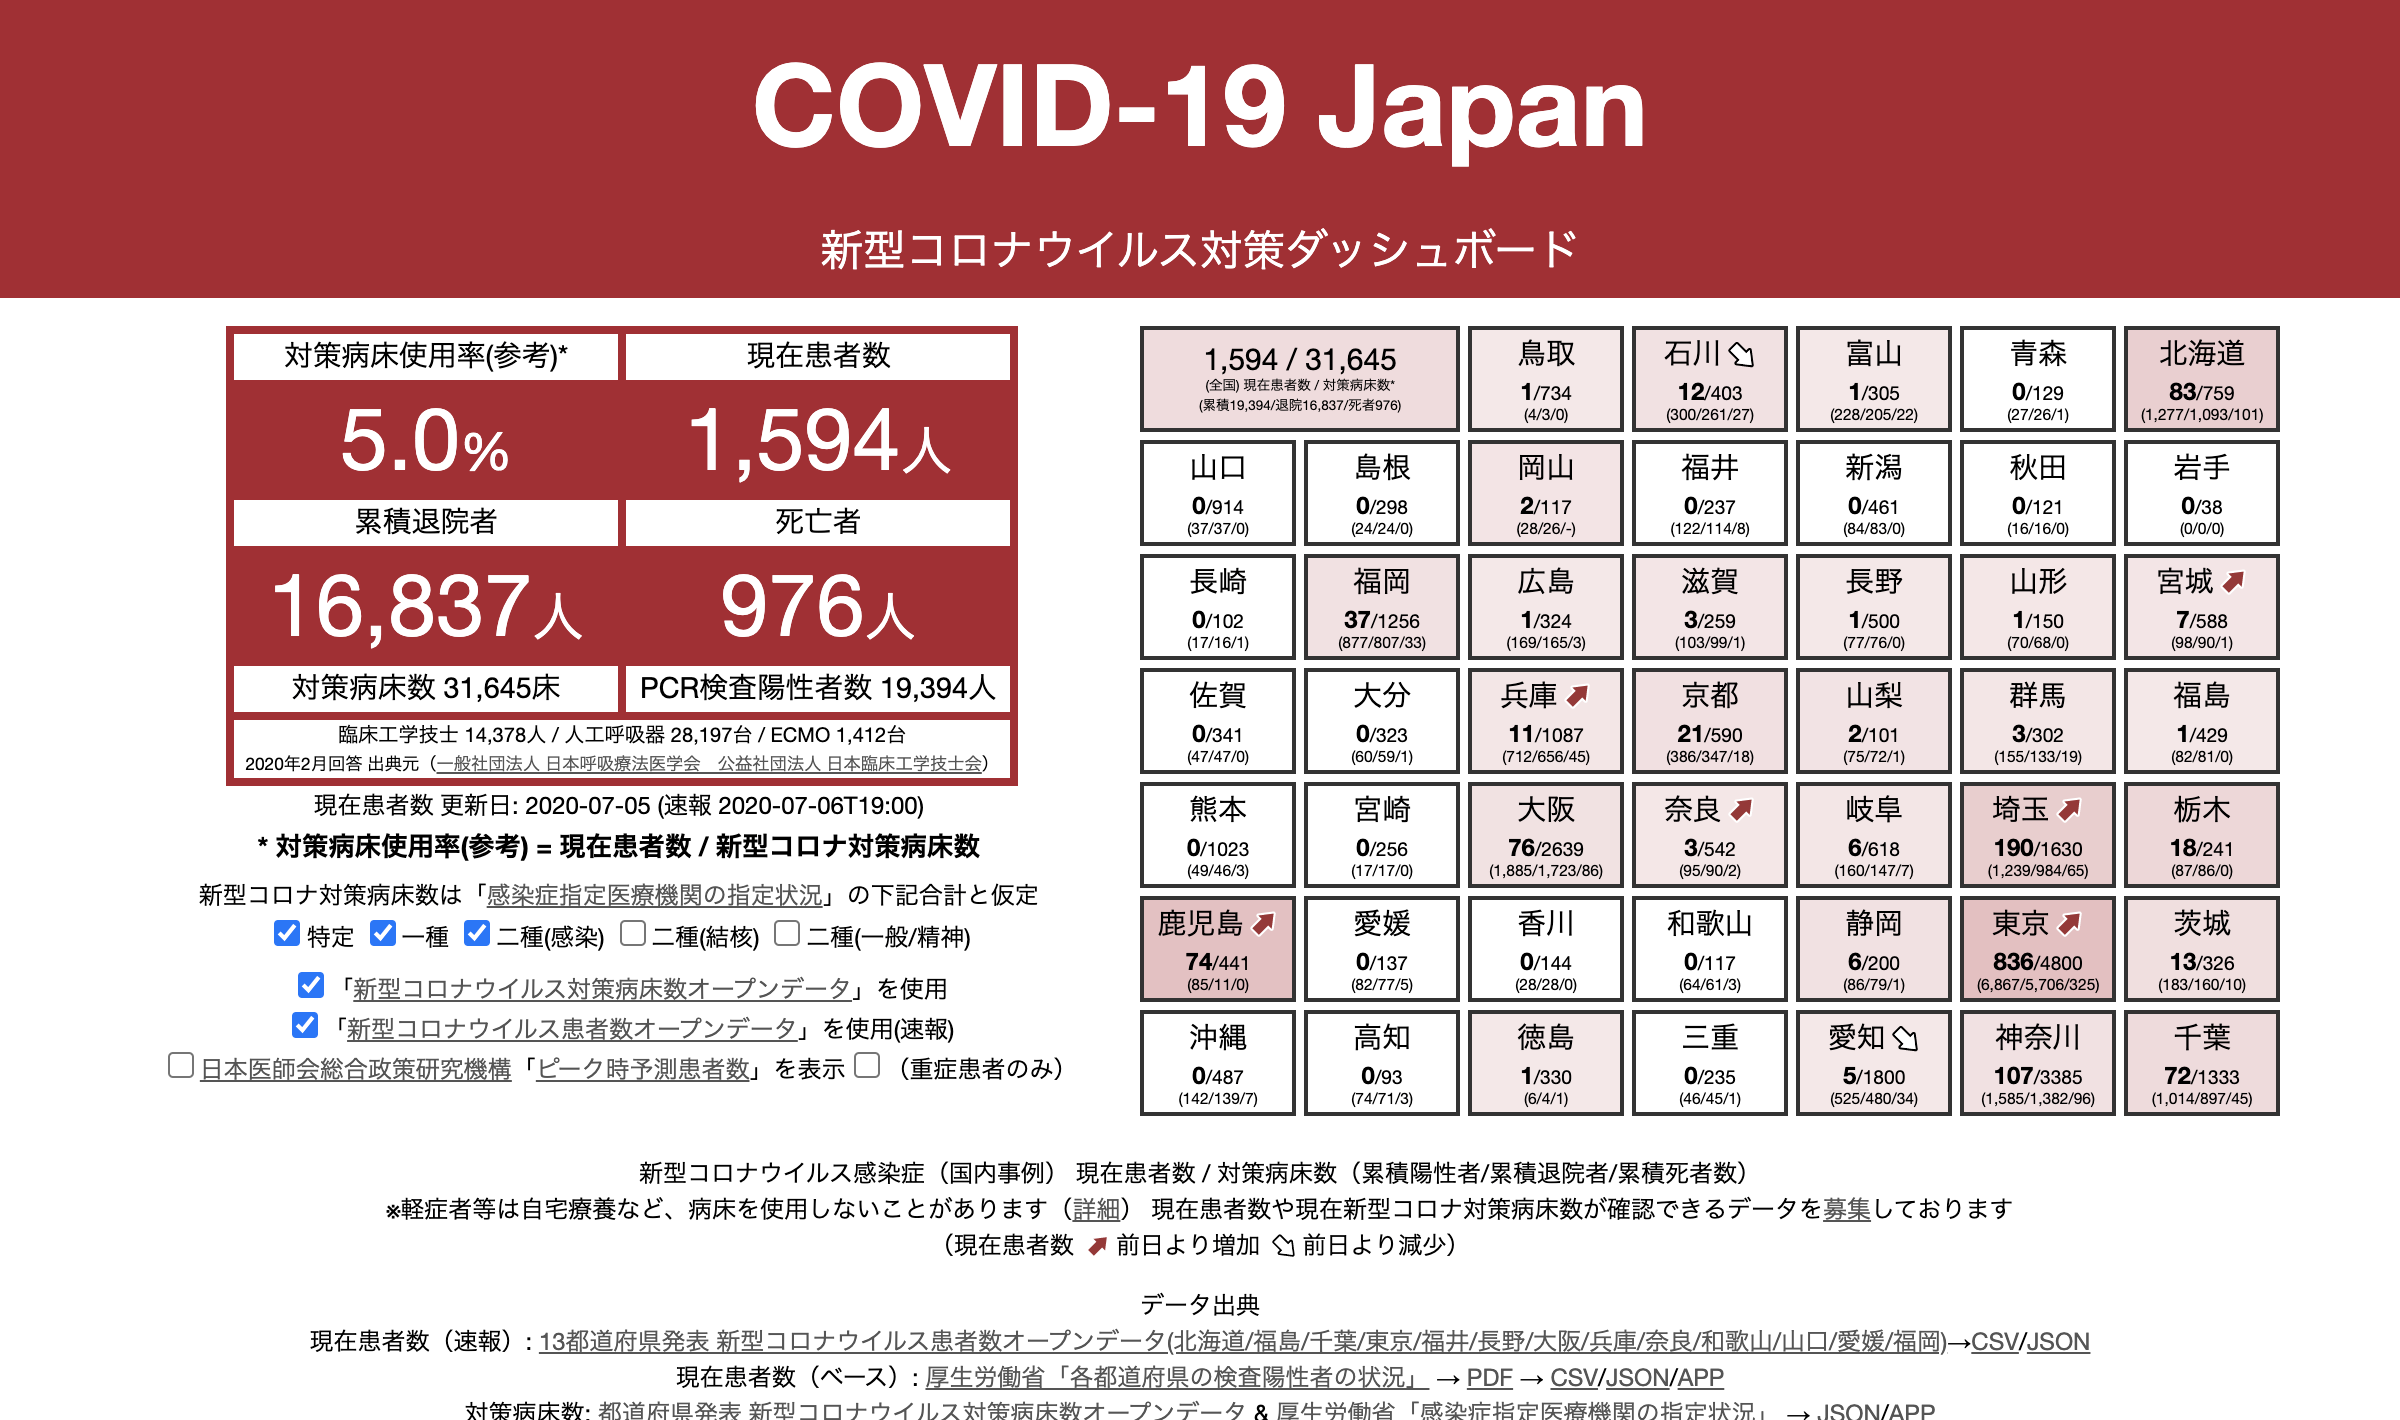 COVID-19 Japan
新型コロナウイルス対策ダッシュボード
対策病床使用率(参考)* 現在患者数
5.0% 1,594人
累積退院者 死亡者
16,837人 976人
対策病床数 31,645床 PCR検査陽性者数 19,394人
臨床工学技士 14,378人 / 人工呼吸器 28,197台 / ECMO 1,412台
2020年2月回答 出典元（一般社団法人 日本呼吸療法医学会　公益社団法人 日本臨床工学技士会）
現在患者数 更新日: 2020-07-05 (速報 2020-07-06T19:00)
* 対策病床使用率(参考) = 現在患者数 / 新型コロナ対策病床数
新型コロナ対策病床数は「感染症指定医療機関の指定状況」の下記合計と仮定
特定 一種 二種(感染) 二種(結核) 二種(一般/精神)
「新型コロナウイルス対策病床数オープンデータ」を使用
「新型コロナウイルス患者数オープンデータ」を使用(速報)
日本医師会総合政策研究機構「ピーク時予測患者数」を表示 （重症患者のみ）
1,594 / 31,645
(全国) 現在患者数 / 対策病床数*
(累積19,394/退院16,837/死者976)
鳥取 石川 富山 青森 北海道
1/734 12/403 1/305 0/129 83/759
(4/3/0) (300/261/27) (228/205/22) (27/26/1) (1,277/1,093/101)
山口 島根 岡山 福井 新潟 秋田 岩手
0/914 0/298 2/117 0/237 0/461 0/121 0/38
(37/37/0) (24/24/0) (28/26/-) (122/114/8) (84/83/0) (16/16/0) (0/0/0)
長崎 福岡 広島 滋賀 長野 山形 宮城
0/102 37/1256 1/324 3/259 1/500 1/150 7/588
(17/16/1) (877/807/33) (169/165/3) (103/99/1) (77/76/0) (70/68/0) (98/90/1)
佐賀 大分 兵庫 京都 山梨 群馬 福島
0/341 0/323 11/1087 21/590 2/101 3/302 1/429
(47/47/0) (60/59/1) (712/656/45) (386/347/18) (75/72/1) (155/133/19) (82/81/0)
熊本 宮崎 大阪 奈良 岐阜 埼玉 栃木
0/1023 0/256 76/2639 3/542 6/618 190/1630 18/241
(49/46/3) (17/17/0) (1,885/1,723/86) (95/90/2) (160/147/7) (1,239/984/65) (87/86/0)
鹿児島 愛媛 香川 和歌山 静岡 東京 茨城
74/441 0/137 0/144 0/117 6/200 836/4800 13/326
(85/11/0) (82/77/5) (28/28/0) (64/61/3) (86/79/1) (6,867/5,706/325) (183/160/10)
沖縄 高知 徳島 三重 愛知 神奈川 千葉
0/487 0/93 1/330 0/235 5/1800 107/3385 72/1333
(142/139/7) (74/71/3) (6/4/1) (46/45/1) (525/480/34) (1,585/1,382/96) (1,014/897/45)
新型コロナウイルス感染症（国内事例） 現在患者数 / 対策病床数（累積陽性者/累積退院者/累積死者数）
※軽症者等は自宅療養など、病床を使用しないことがあります（詳細） 現在患者数や現在新型コロナ対策病床数が確認できるデータを募集しております
（現在患者数 前日より増加 前日より減少）
データ出典
現在患者数（速報）: 13都道府県発表 新型コロナウイルス患者数オープンデータ(北海道/福島/千葉/東京/福井/長野/大阪/兵庫/奈良/和歌山/山口/愛媛/福岡)→CSV/JSON
現在患者数（ベース）: 厚生労働省「各都道府県の検査陽性者の状況」 → PDF → CSV/JSON/APP
対策病床数: 都道府県発表 新型コロナウイルス対策病床数オープンデータ & 厚生労働省「感染症指定医療機関の指定状況」 → JSON/APP